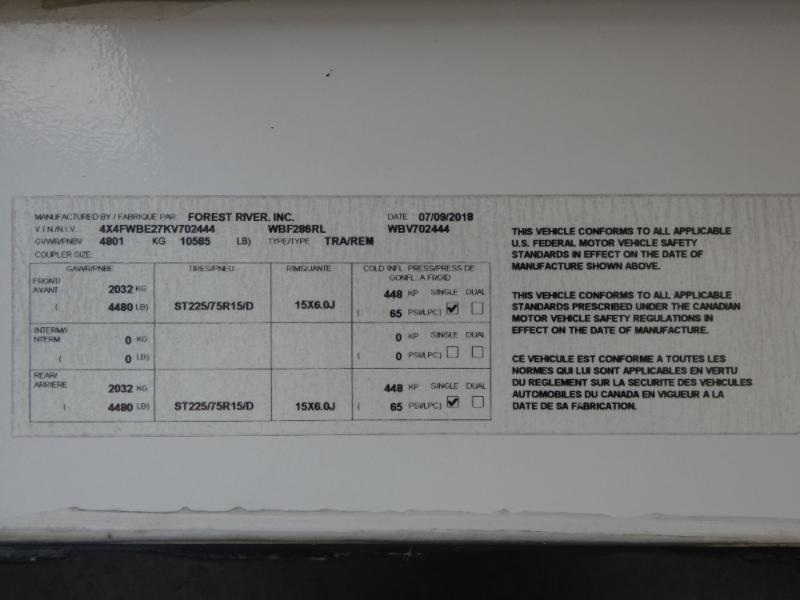 MANUFACTURED BY / FABRIQUE PAR: FOREST RIVER, INC. DATE 07/09/2018
V.I.N./N.I.V. 4X4FWBE27KV702444 WBF286RL WBV702444
GVWR/PNBV 4801 KG 10585 LB) TYPE/TYPE TRA/REM
COUPLER SIZE:
GAWR/PNBE TIRES/PNEU RIMS/JANTE COLD INFL. PRESS/PRESS DE
GONFL. A FROID
FRONT/
AVANT 2032 KG 448 KP SINGLE DUAL
( 4480 LB) ST225/75R15/D 15X6.0J ( 65 PSI/LPC)
INTERM/I
NTERM 0 KG 0 KP SINGLE DUAL
( 0 LB) ( 0 PSI/LPC)
REAR/
ARRIERE 2032 KG 448 KP SINGLE DUAL
( 4480 LB) ST225/75R15/D 15X6.0J ( 65 PSI/LPC)
THIS VEHICLE CONFORMS TO ALL APPLICABLE
U.S. FEDERAL MOTOR VEHICLE SAFETY
STANDARDS IN EFFECT ON THE DATE OF
MANUFACTURE SHOWN ABOVE.
THIS VEHICLE CONFORMS TO ALL APPLICABLE
STANDARDS PRESCRIBED UNDER THE CANADIAN
MOTOR VEHICLE SAFETY REGULATIONS IN
EFFECT ON THE DATE OF MANUFACTURE.
CE VEHICULE EST CONFORME A TOUTES LES
NORMES QUI LUI SONT APPLICABLES EN VERTU
DU REGLEMENT SUR LA SECURITE DES VEHICULES
AUTOMOBILES DU CANADA EN VIGUEUR A LA
DATE DE SA FABRICATION.